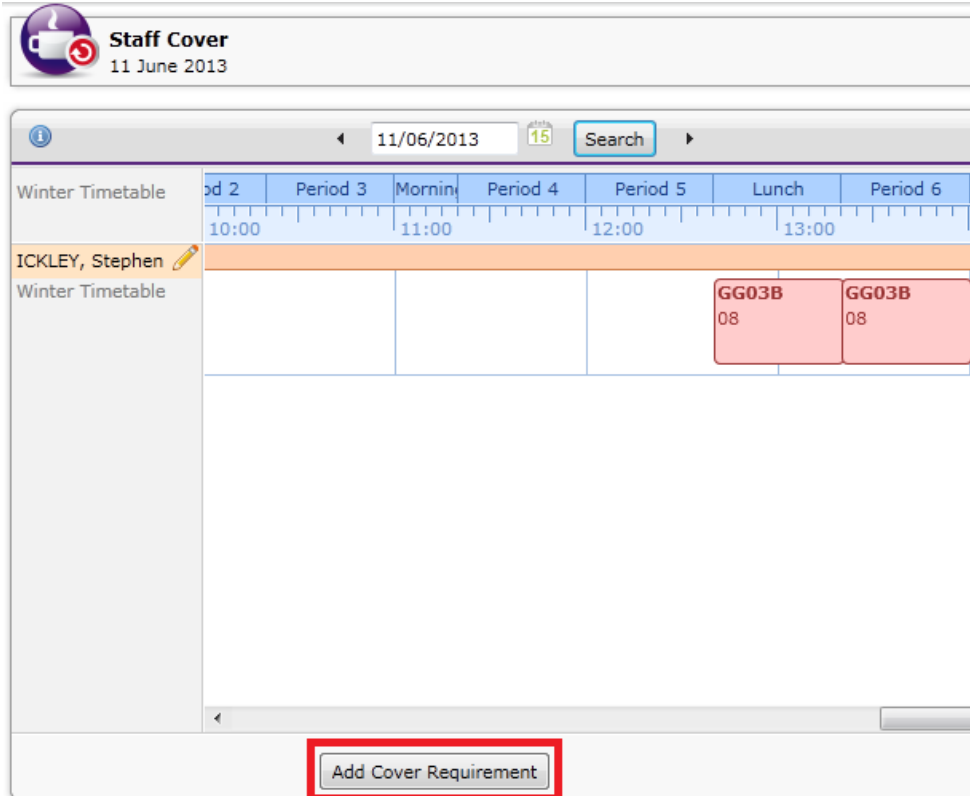 Staff Cover
11 June 2013
11/06/2013 15 Search
Winter Timetable od 2 Period 3 Morning Period 4 Period 5 Lunch Period 6
10:00 11:00 12:00 13:00
ICKLEY, Stephen
Winter Timetable GG03B GG03B
08 08
Add Cover Requirement